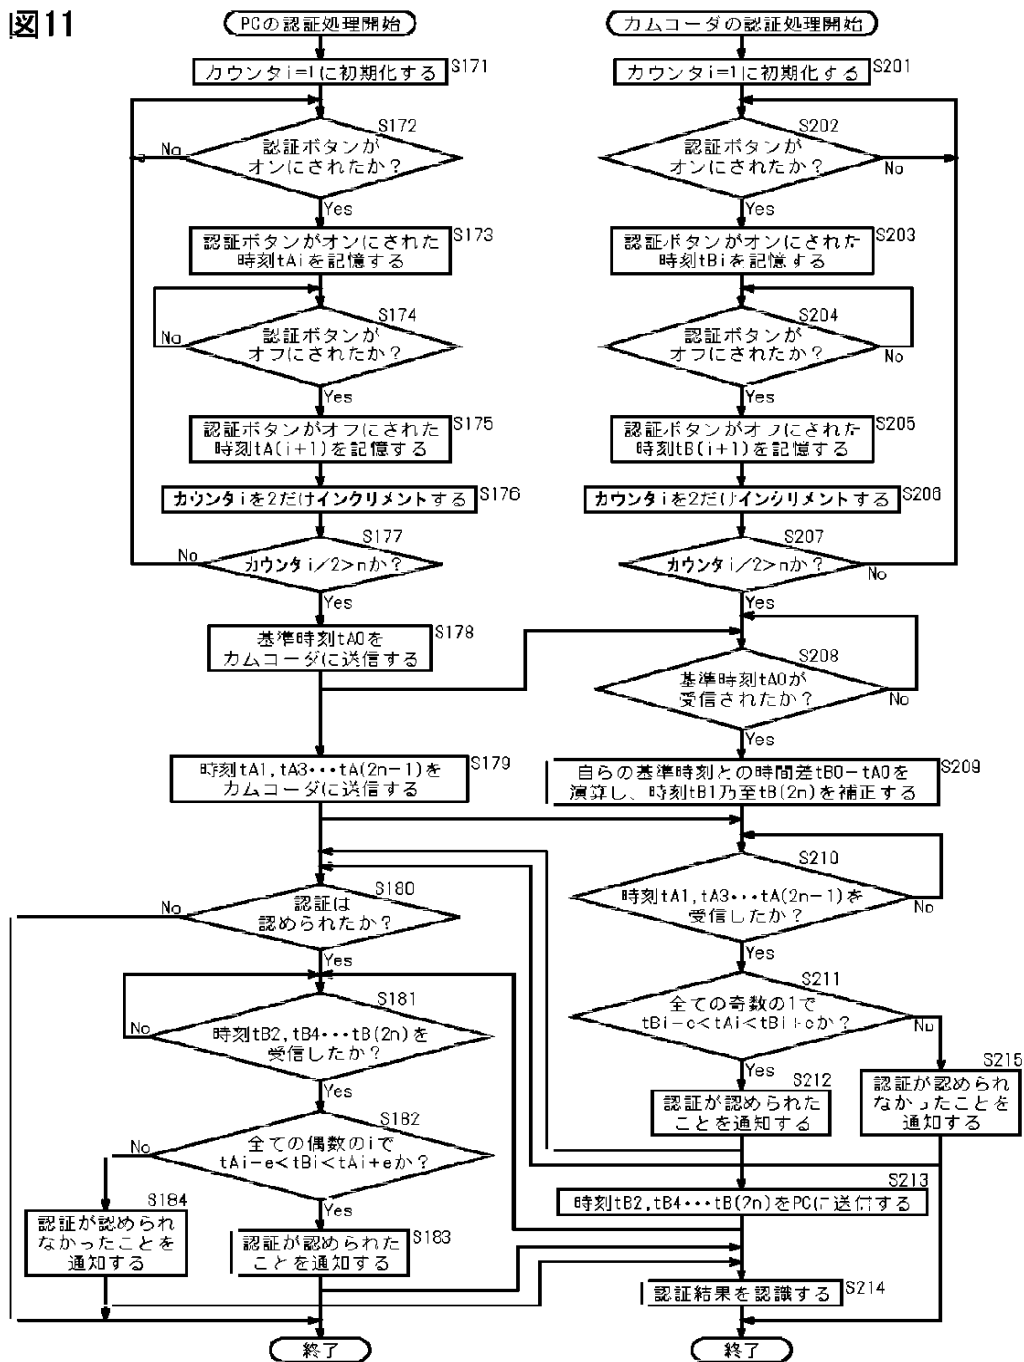 図11
PCの認証処理開始
カウンタi=1に初期化する
S171
S172
認証ボタンが
オンにされたか?
No
Yes
認証ボタンがオンにされた
時刻tAiを記憶する
S173
S174
認証ボタンが
オフにされたか?
No
Yes
認証ボタンがオフにされた
時刻tA(i+1)を記憶する
S175
カウンタiを2だけインクリメントする
S176
S177
カウンタi/2>nか?
No
Yes
基準時刻tA0を
カムコーダに送信する
S178
時刻tA1,tA3・・・tA(2n-1)を
カムコーダに送信する
S179
S180
認証は
認められたか?
No
Yes
S181
時刻tB2,tB4・・・tB(2n)を
受信したか?
No
Yes
S182
全ての偶数のiで
tAi-e<tBi<tAi+eか?
No
Yes
S184
認証が認められ
なかったことを
通知する
認証が認められた
ことを通知する
S183
終了
カムコーダの認証処理開始
カウンタi=1に初期化する
S201
S202
認証ボタンが
オンにされたか?
No
Yes
認証ボタンがオンにされた
時刻tBiを記憶する
S203
S204
認証ボタンが
オフにされたか?
No
Yes
認証ボタンがオフにされた
時刻tB(i+1)を記憶する
S205
カウンタiを2だけインクリメントする
S206
S207
カウンタi/2>nか?
No
Yes
S208
基準時刻tA0が
受信されたか?
No
Yes
自らの基準時刻との時間差tB0-tA0を
演算し、時刻tB1乃至tB(2n)を補正する
S209
S210
時刻tA1,tA3・・・tA(2n-1)を
受信したか?
No
Yes
S211
全ての奇数のiで
tBi-e<tAi<tBi+eか?
No
Yes
S212
認証が認められた
ことを通知する
S215
認証が認められ
なかったことを
通知する
S213
時刻tB2,tB4・・・tB(2n)をPCに送付する
認証結果を認識する
S214
終了